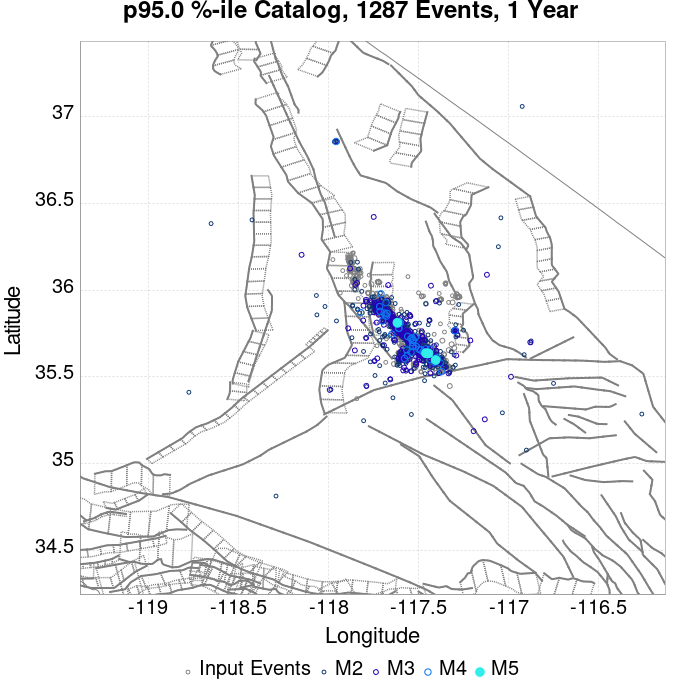 p95.0 %-ile Catalog, 1287 Events, 1 Year
37
36.5
36
35.5
35
34.5
Latitude
-119 -118.5 -118 -117.5 -117 -116.5
Longitude
Input Events M2 M3 M4 M5